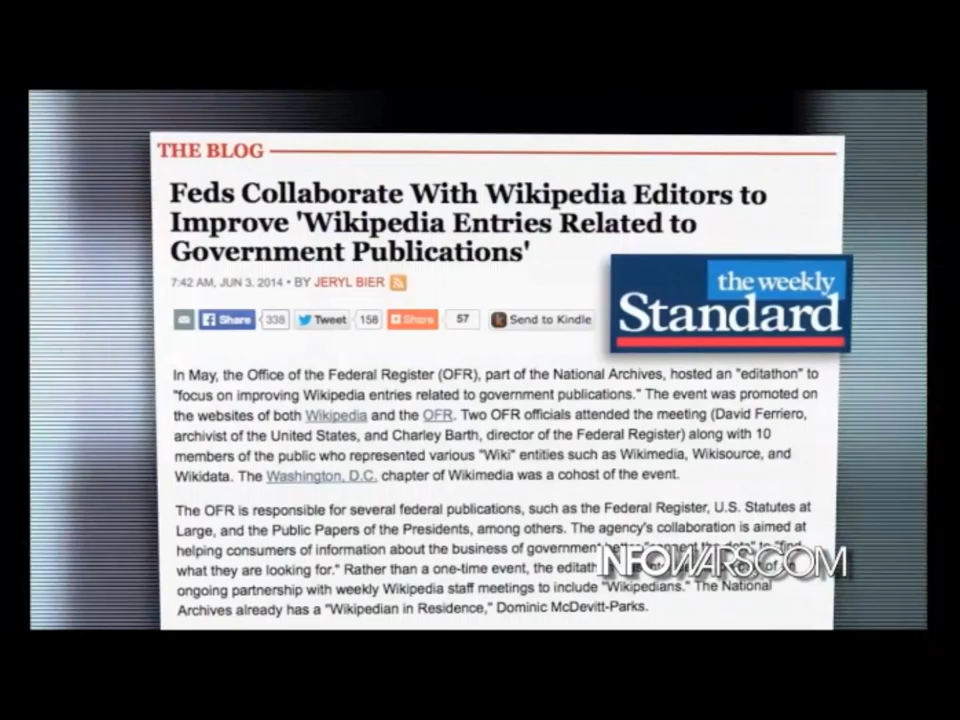 THE BLOG
Feds Collaborate With Wikipedia Editors to
Improve 'Wikipedia Entries Related to
Government Publications'
7:42 AM, JUN 3, 2014 • BY JERYL BIER
the weekly
Standard
Share 338 Tweet 158 Share 57 Send to Kindle
In May, the Office of the Federal Register (OFR), part of the National Archives, hosted an "editathon" to
"focus on improving Wikipedia entries related to government publications." The event was promoted on
the websites of both Wikipedia and the OFR. Two OFR officials attended the meeting (David Ferriero,
archivist of the United States, and Charley Barth, director of the Federal Register) along with 10
members of the public who represented various "Wiki" entities such as Wikimedia, Wikisource, and
Wikidata. The Washington, D.C. chapter of Wikimedia was a cohost of the event.
The OFR is responsible for several federal publications, such as the Federal Register, U.S. Statutes at
Large, and the Public Papers of the Presidents, among others. The agency's collaboration is aimed at
helping consumers of information about the business of government
what they are looking for." Rather than a one-time event, the
ongoing partnership with weekly Wikipedia staff meetings to include "Wikipedians." The National
Archives already has a "Wikipedian in Residence," Dominic McDevitt-Parks.
INFOWARS.COM